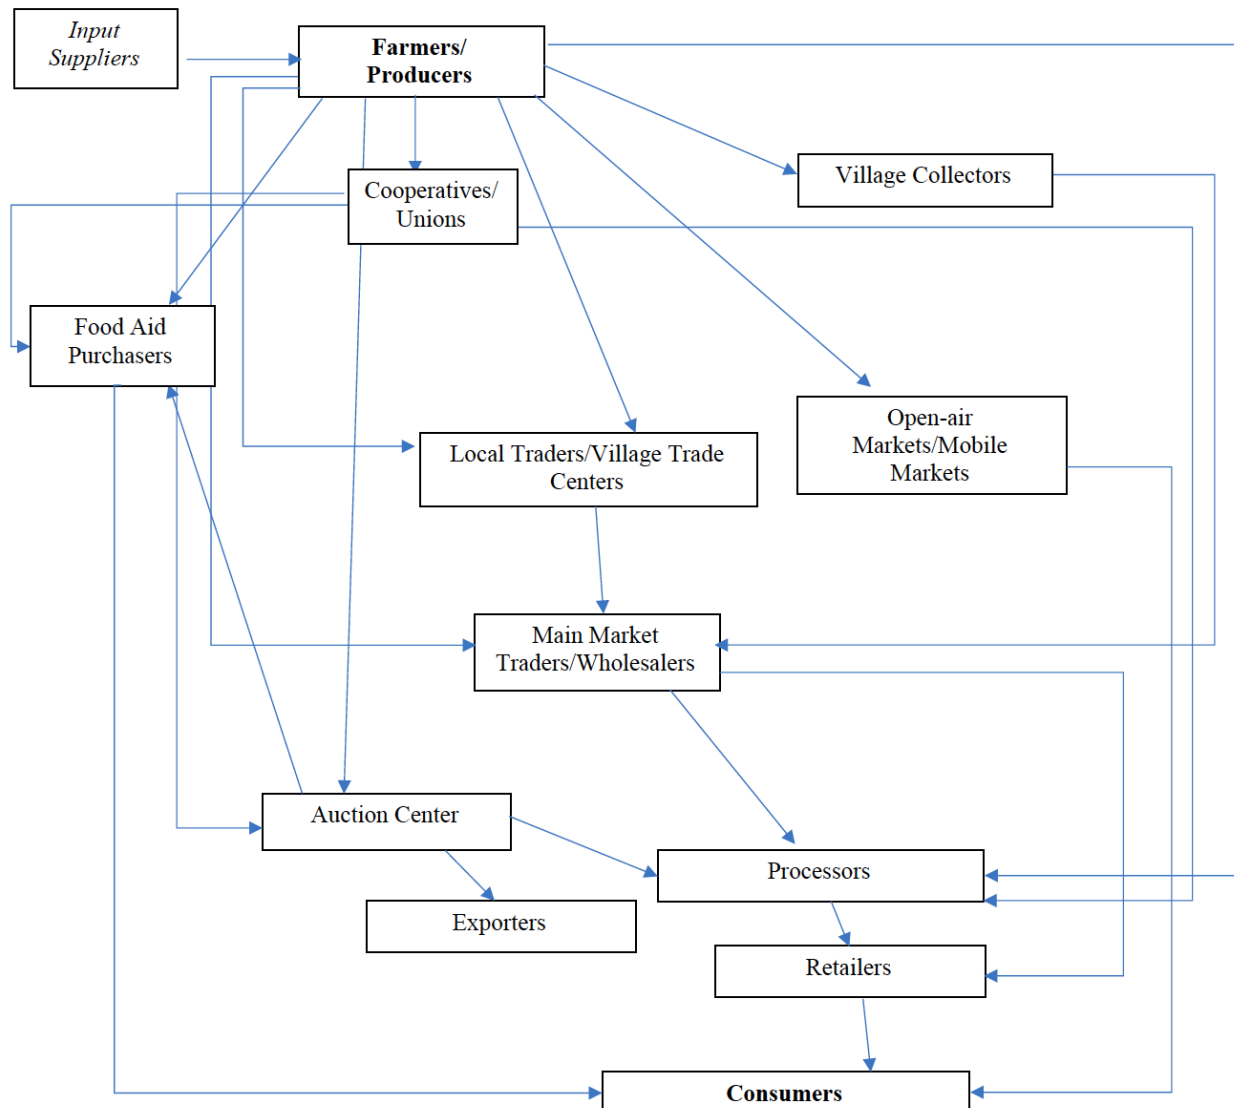 Input
Suppliers
Farmers/
Producers
Village Collectors
Cooperatives/
Unions
Food Aid
Purchasers
Open-air
Markets/Mobile
Markets
Local Traders/Village Trade
Centers
Main Market
Traders/Wholesalers
Auction Center
Processors
Exporters
Retailers
Consumers